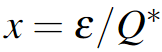 x = ε/Q*